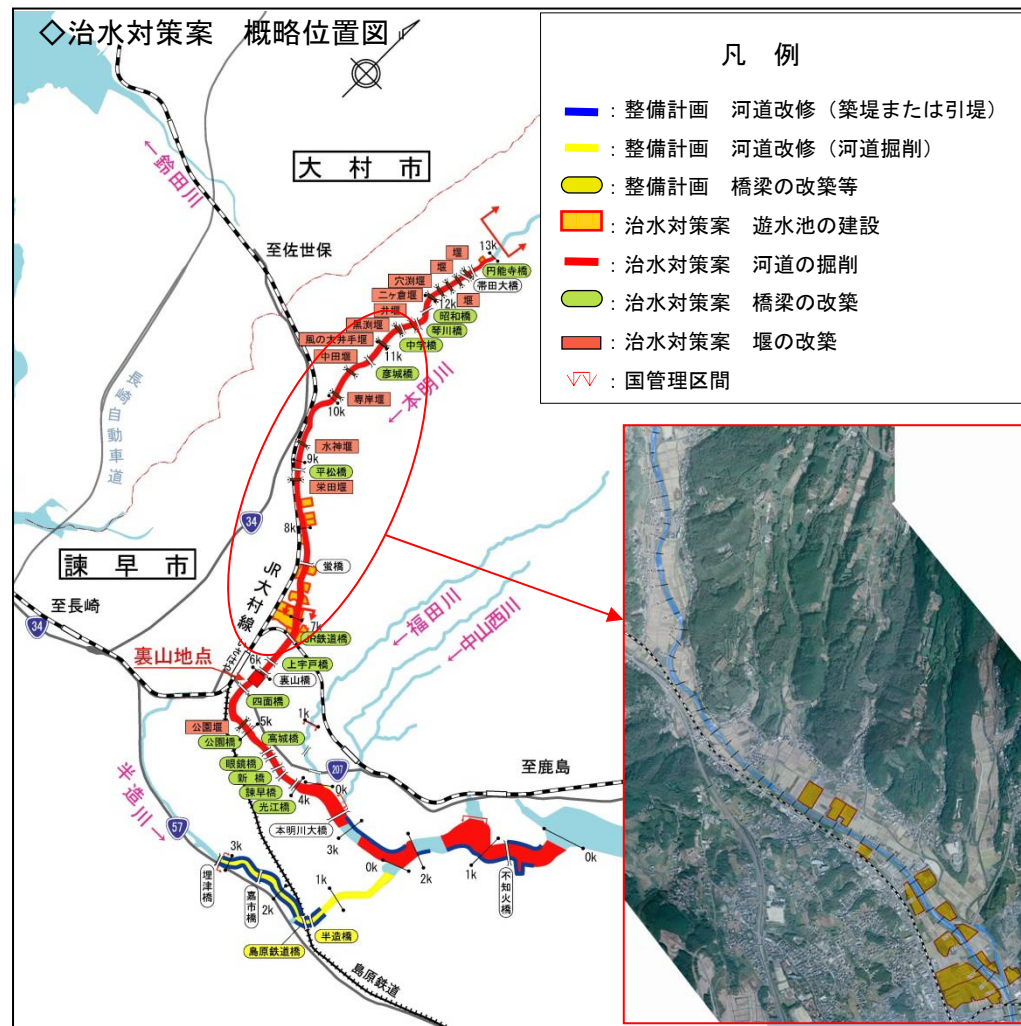 ◇治水対策案　概略位置図
凡　例
：整備計画　河道改修（築堤または引堤）
：整備計画　河道改修（河道掘削）
：整備計画　橋梁の改築等
：治水対策案　遊水池の建設
：治水対策案　河道の掘削
：治水対策案　橋梁の改築
：治水対策案　堰の改築
：国管理区間
大村市
←鈴田川
至佐世保
13k
堰
円能寺橋
堰
帯田大橋
穴渕堰
二ヶ倉堰
12k
堰
井堰
昭和橋
黒渕堰
琴川橋
風の大井手堰
中学橋
11k
中田堰
彦城橋
←本明川
専岸堰
10k
長崎自動車道
水神堰
9k
平松橋
栄田堰
34
8k
諫早市
蛍橋
JR大村線
至長崎
34
7k
JR鉄道橋
←福田川
←中山西川
裏山地点
6k
上宇戸橋
裏山橋
四面橋
1k
公園堰
5k
公園橋
高城橋
眼鏡橋
207
至鹿島
新橋
諫早橋
4k
0k
光江橋
半造川→
57
本明川大橋
3k
0k
2k
1k
0k
不知火橋
3k
埋津橋
嘉市橋
2k
1k
半造橋
島原鉄道橋
島原鉄道